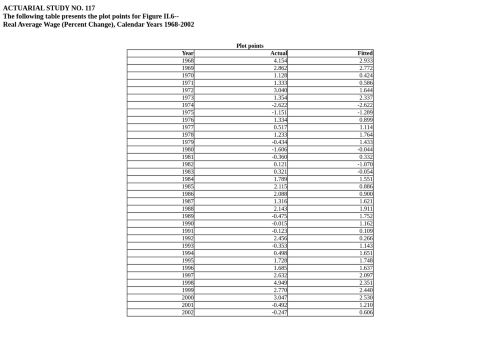 ACTUARIAL STUDY NO. 117
The following table presents the plot points for Figure II.6--
Real Average Wage (Percent Change), Calendar Years 1968-2002
Plot points
Year Actual Fitted
1968 4.154 2.933
1969 2.862 2.772
1970 1.128 0.424
1971 1.333 0.586
1972 3.040 1.644
1973 1.354 2.337
1974 -2.622 -2.622
1975 -1.151 -1.289
1976 1.334 0.899
1977 0.517 1.114
1978 1.233 1.764
1979 -0.434 1.433
1980 -1.606 -0.044
1981 -0.360 0.332
1982 0.121 -1.070
1983 0.321 -0.054
1984 1.789 1.551
1985 2.115 0.886
1986 2.088 0.900
1987 1.316 1.621
1988 2.143 1.911
1989 -0.475 1.752
1990 -0.015 1.162
1991 -0.123 0.109
1992 2.456 0.266
1993 -0.353 1.143
1994 0.498 1.651
1995 1.728 1.748
1996 1.685 1.637
1997 2.632 2.097
1998 4.949 2.351
1999 2.770 2.440
2000 3.047 2.530
2001 -0.492 1.210
2002 -0.247 0.606